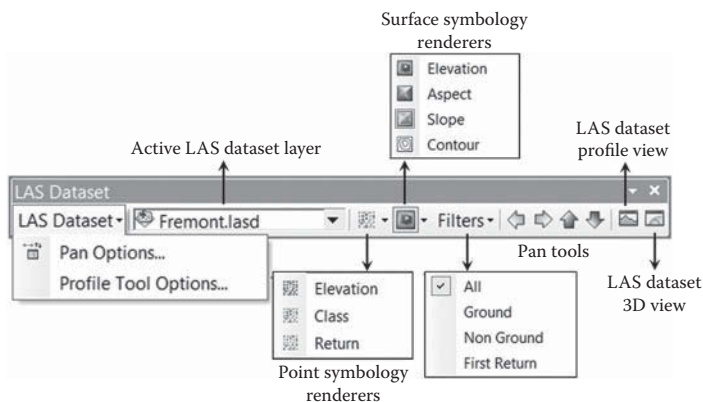 Surface symbology
renderers
Elevation
Aspect
Slope
Contour
Active LAS dataset layer
LAS dataset
profile view
LAS Dataset
LAS Dataset
Fremont.lasd
Filters
Pan Options...
Profile Tool Options...
Pan tools
Elevation
Class
Return
All
Ground
Non Ground
First Return
LAS dataset
3D view
Point symbology
renderers